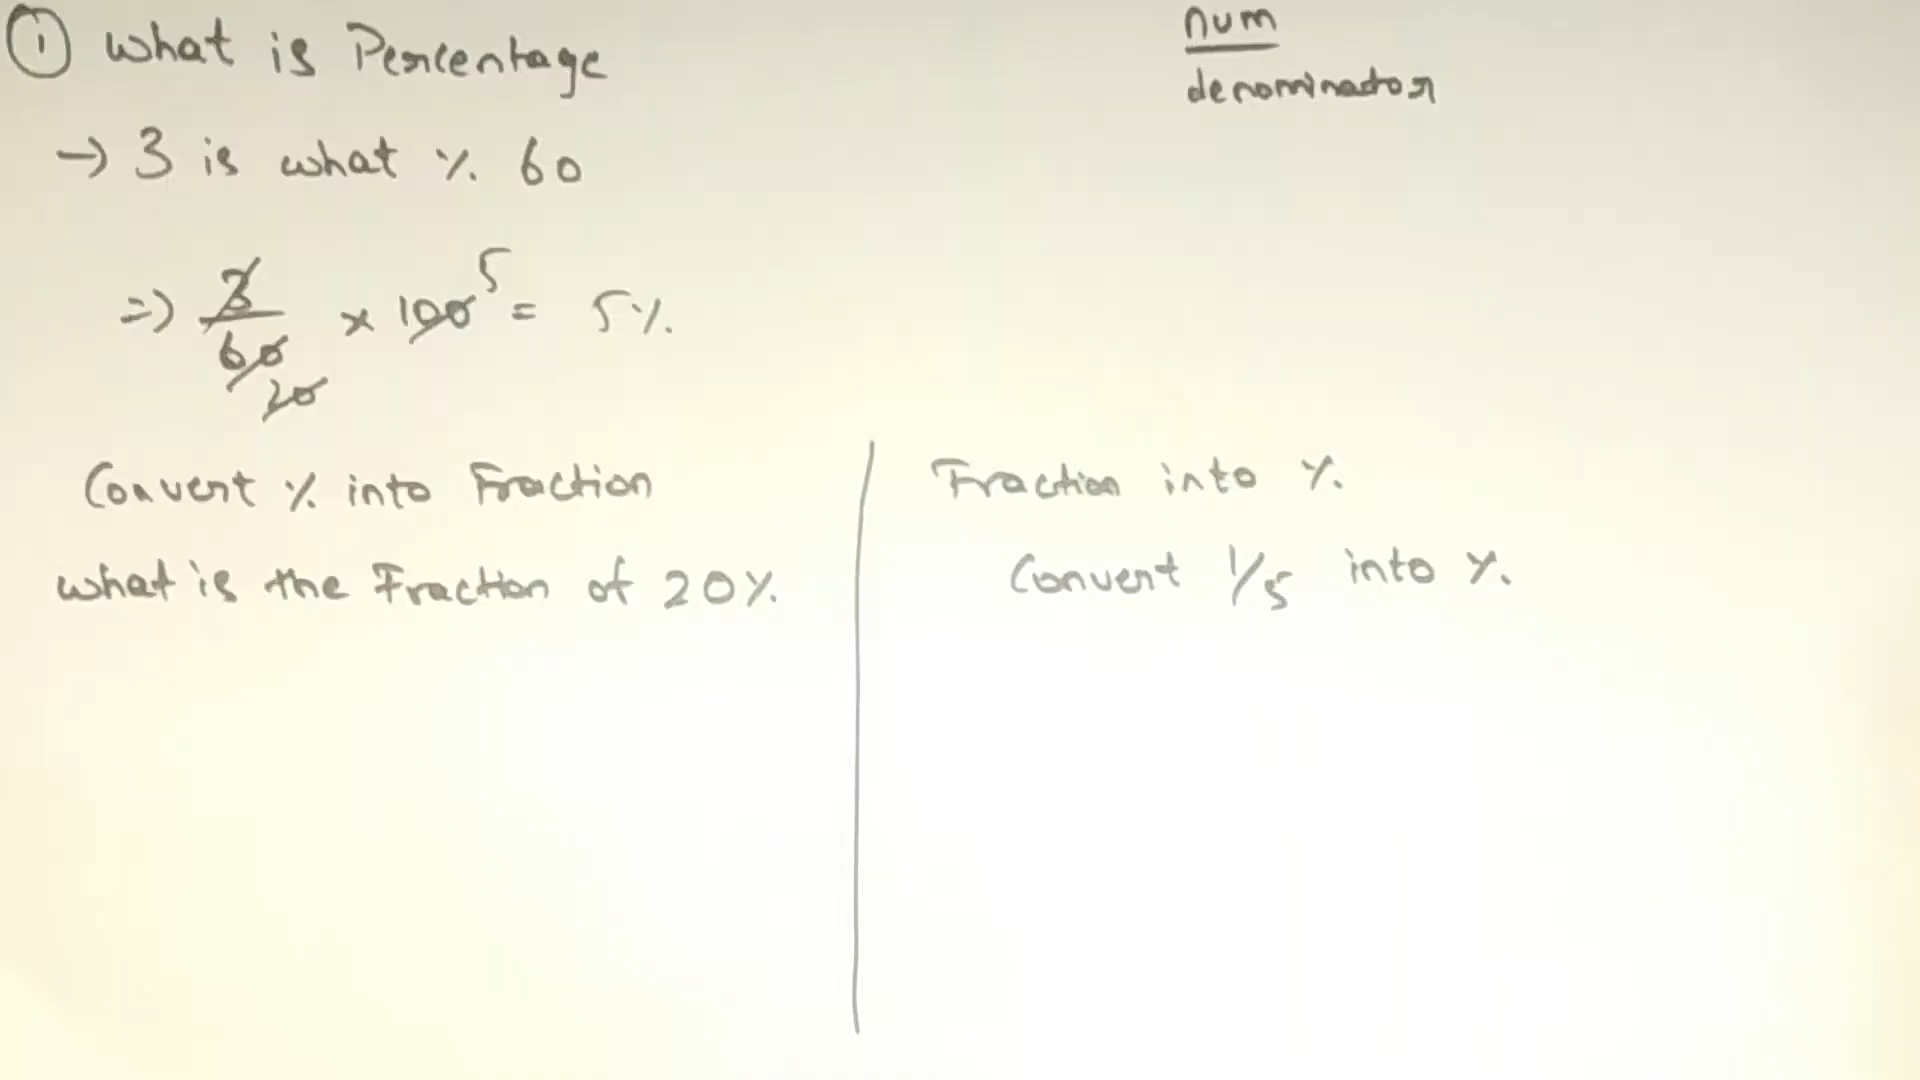 ① What is Percentage
num
denominator
→ 3 is what % 60
⇒ 3/60 20 × 100 5 = 5%
Convert % into Fraction
what is the Fraction of 20%
Fraction into %
Convert 1/5 into %